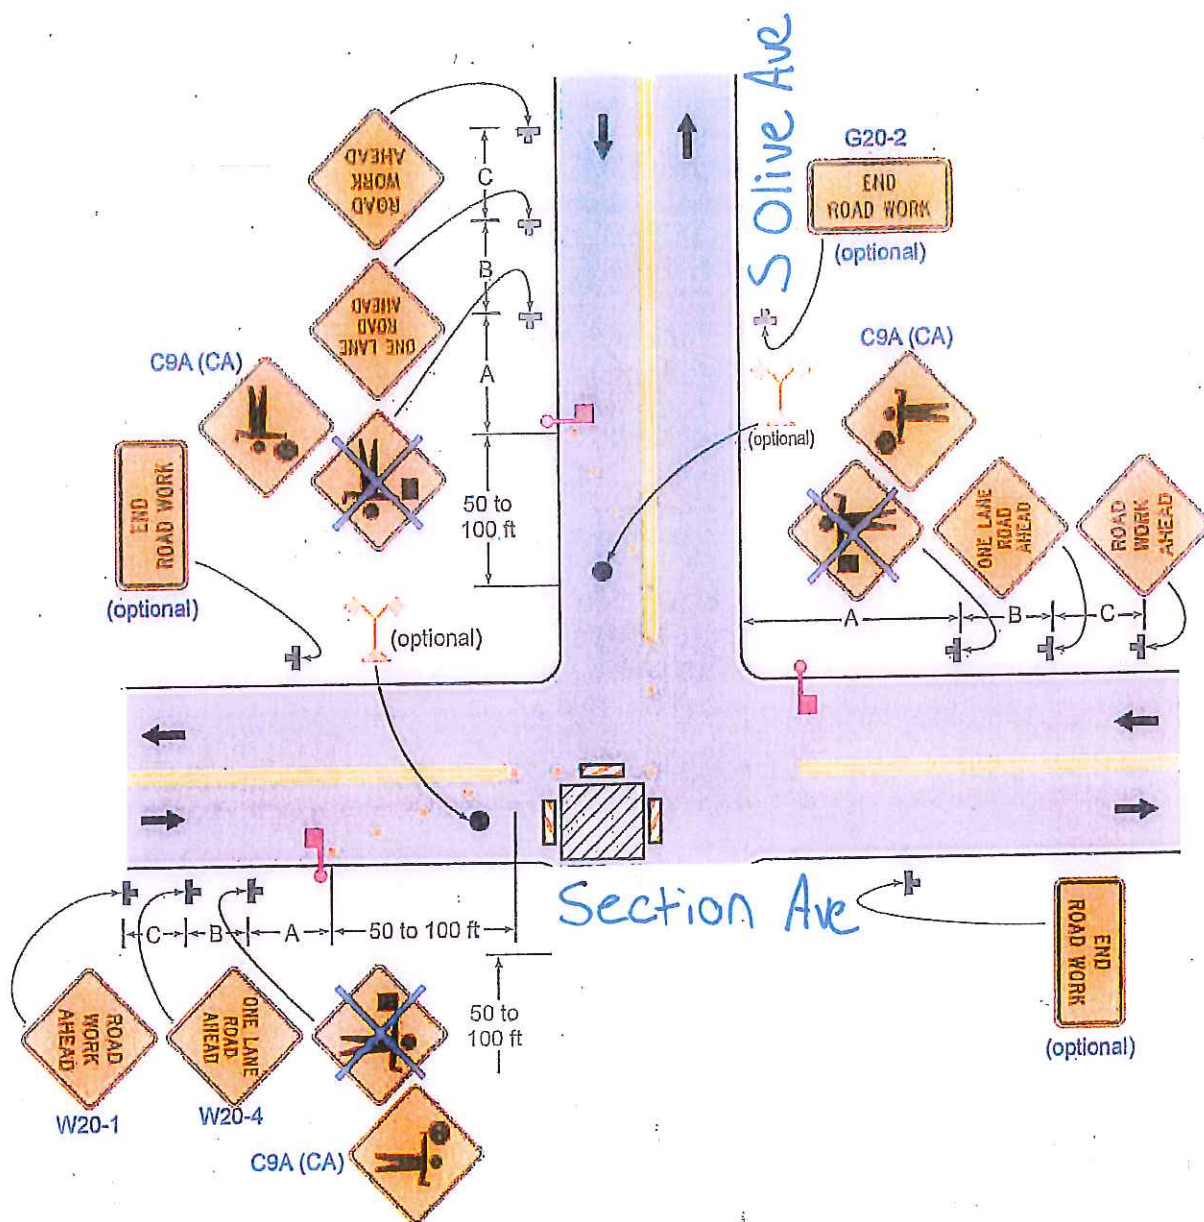 S Olive Ave
G20-2
END
ROAD WORK
(optional)
ROAD
WORK
AHEAD
C
B
A
ONE LANE
ROAD
AHEAD
C9A (CA)
50 to
100 ft
END
ROAD WORK
(optional)
(optional)
(optional)
C9A (CA)
ONE LANE
ROAD
AHEAD
ROAD
WORK
AHEAD
A
B
C
Section Ave
C
B
A
50 to 100 ft
50 to
100 ft
ROAD
WORK
AHEAD
W20-1
ONE LANE
ROAD
AHEAD
W20-4
C9A (CA)
END
ROAD WORK
(optional)